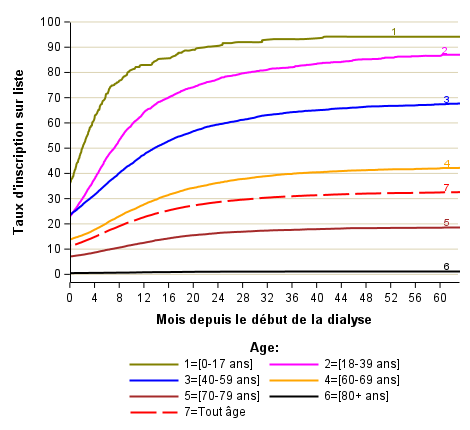 Taux d'inscription sur liste
100
90
80
70
60
50
40
30
20
10
0
1
2
3
4
7
5
6
0 4 8 12 16 20 24 28 32 36 40 44 48 52 56 60
Mois depuis le début de la dialyse
Age:
1=[0-17 ans] 2=[18-39 ans]
3=[40-59 ans] 4=[60-69 ans]
5=[70-79 ans] 6=[80+ ans]
7=Tout âge